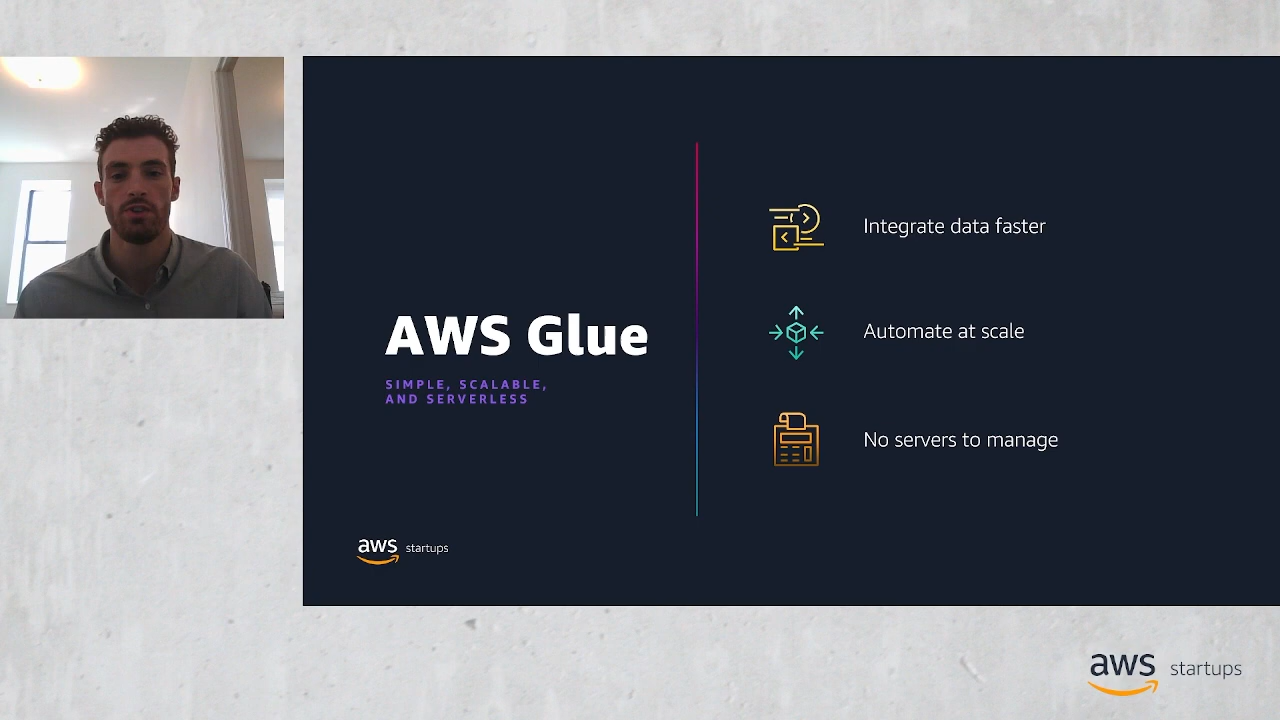 AWS Glue
SIMPLE, SCALABLE,
AND SERVERLESS
Integrate data faster
Automate at scale
No servers to manage
aws startups
aws startups